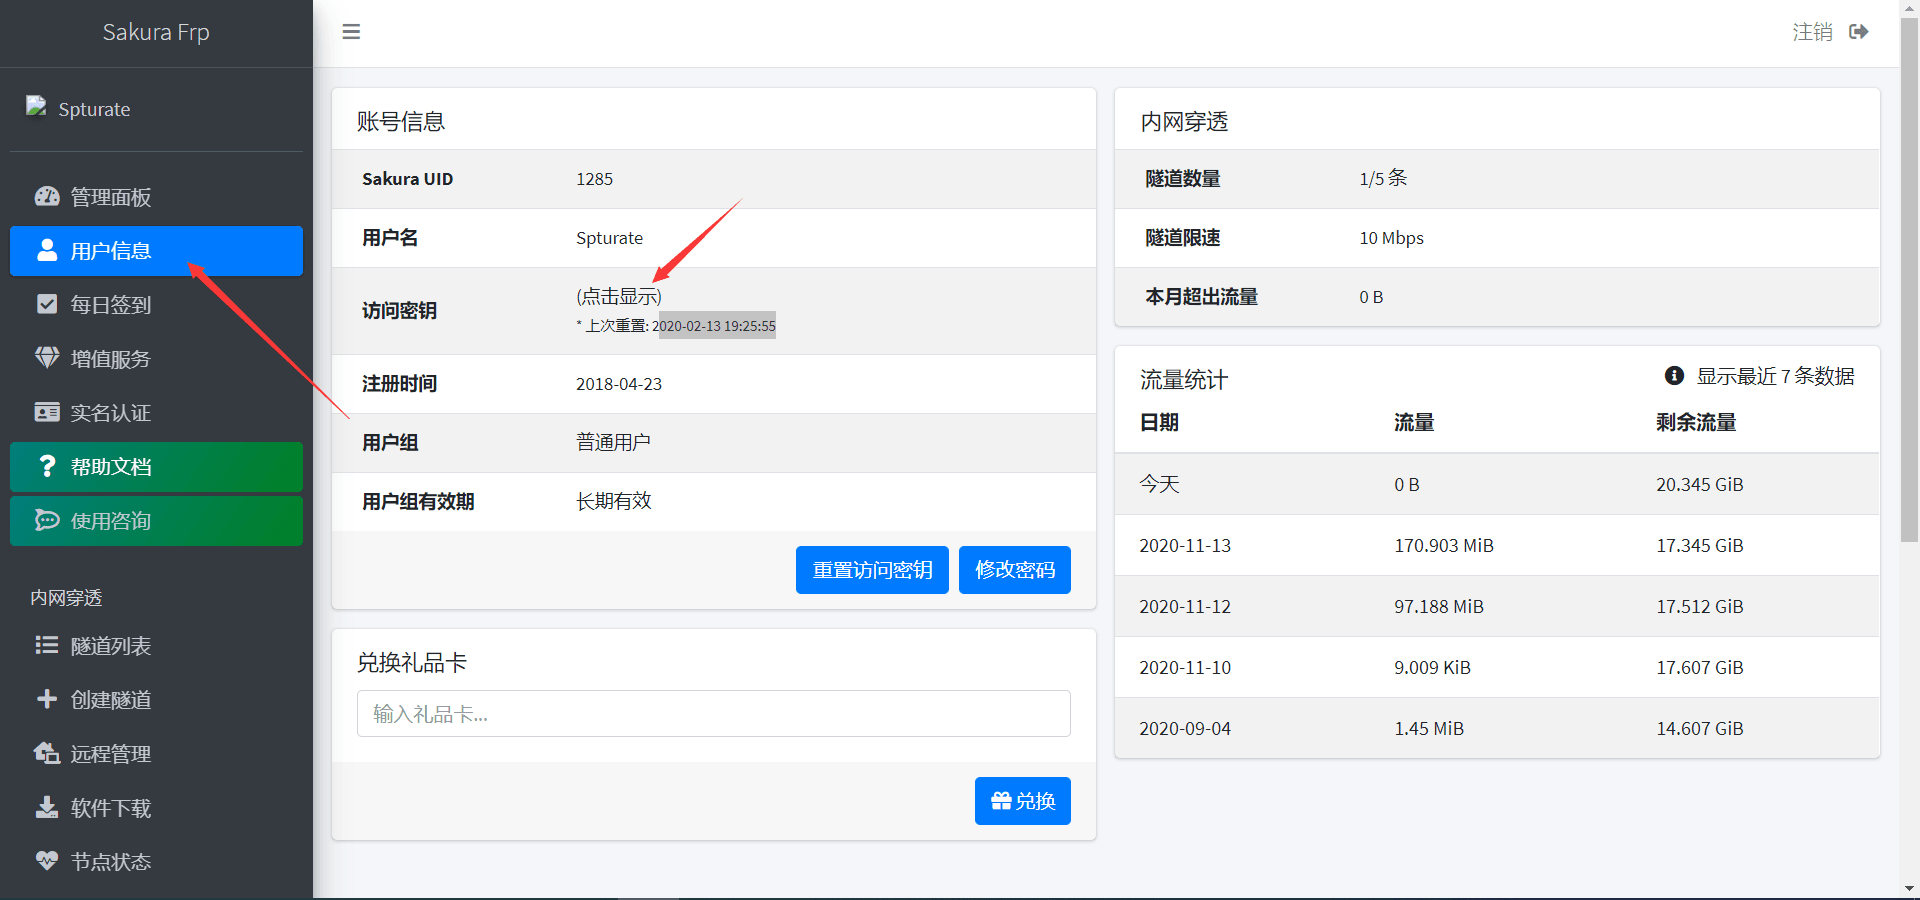 Sakura Frp
注销
Spturate
管理面板
用户信息
每日签到
增值服务
实名认证
帮助文档
使用咨询
内网穿透
隧道列表
创建隧道
远程管理
软件下载
节点状态
账号信息
Sakura UID 1285
用户名 Spturate
访问密钥 (点击显示)
* 上次重置: 2020-02-13 19:25:55
注册时间 2018-04-23
用户组 普通用户
用户组有效期 长期有效
重置访问密钥 修改密码
兑换礼品卡
输入礼品卡...
兑换
内网穿透
隧道数量 1/5 条
隧道限速 10 Mbps
本月超出流量 0 B
流量统计 显示最近 7 条数据
日期 流量 剩余流量
今天 0 B 20.345 GiB
2020-11-13 170.903 MiB 17.345 GiB
2020-11-12 97.188 MiB 17.512 GiB
2020-11-10 9.009 KiB 17.607 GiB
2020-09-04 1.45 MiB 14.607 GiB